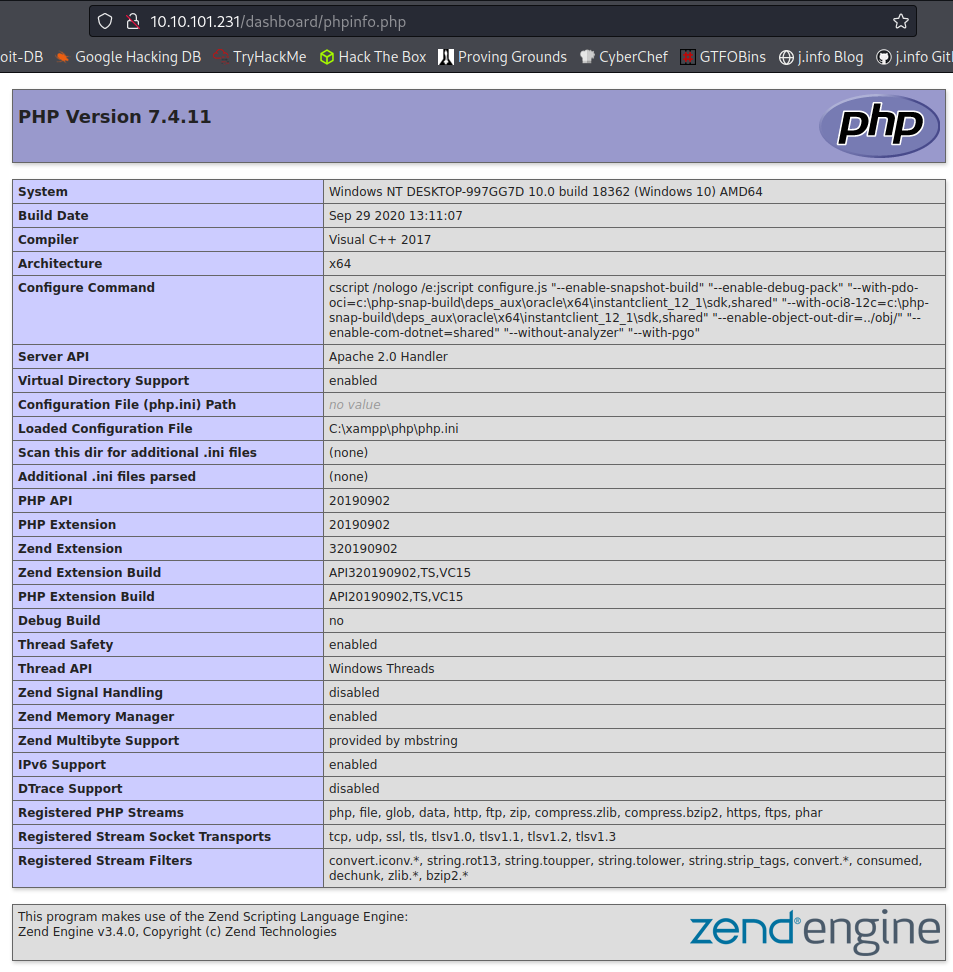 10.10.101.231/dashboard/phpinfo.php
oit-DB Google Hacking DB TryHackMe Hack The Box Proving Grounds CyberChef GTFOBins j.info Blog j.info Git
PHP Version 7.4.11
php
System Windows NT DESKTOP-997GG7D 10.0 build 18362 (Windows 10) AMD64
Build Date Sep 29 2020 13:11:07
Compiler Visual C++ 2017
Architecture x64
Configure Command cscript /nologo /e:jscript configure.js "--enable-snapshot-build" "--enable-debug-pack" "--with-pdo-
oci=c:\php-snap-build\deps_aux\oracle\x64\instantclient_12_1\sdk,shared" "--with-oci8-12c=c:\php-
snap-build\deps_aux\oracle\x64\instantclient_12_1\sdk,shared" "--enable-object-out-dir=../obj/" "--
enable-com-dotnet=shared" "--without-analyzer" "--with-pgo"
Server API Apache 2.0 Handler
Virtual Directory Support enabled
Configuration File (php.ini) Path no value
Loaded Configuration File C:\xampp\php\php.ini
Scan this dir for additional .ini files (none)
Additional .ini files parsed (none)
PHP API 20190902
PHP Extension 20190902
Zend Extension 320190902
Zend Extension Build API320190902,TS,VC15
PHP Extension Build API20190902,TS,VC15
Debug Build no
Thread Safety enabled
Thread API Windows Threads
Zend Signal Handling disabled
Zend Memory Manager enabled
Zend Multibyte Support provided by mbstring
IPv6 Support enabled
DTrace Support disabled
Registered PHP Streams php, file, glob, data, http, ftp, zip, compress.zlib, compress.bzip2, https, ftps, phar
Registered Stream Socket Transports tcp, udp, ssl, tls, tlsv1.0, tlsv1.1, tlsv1.2, tlsv1.3
Registered Stream Filters convert.iconv.*, string.rot13, string.toupper, string.tolower, string.strip_tags, convert.*, consumed,
dechunk, zlib.*, bzip2.*
This program makes use of the Zend Scripting Language Engine:
Zend Engine v3.4.0, Copyright (c) Zend Technologies
zend®engine